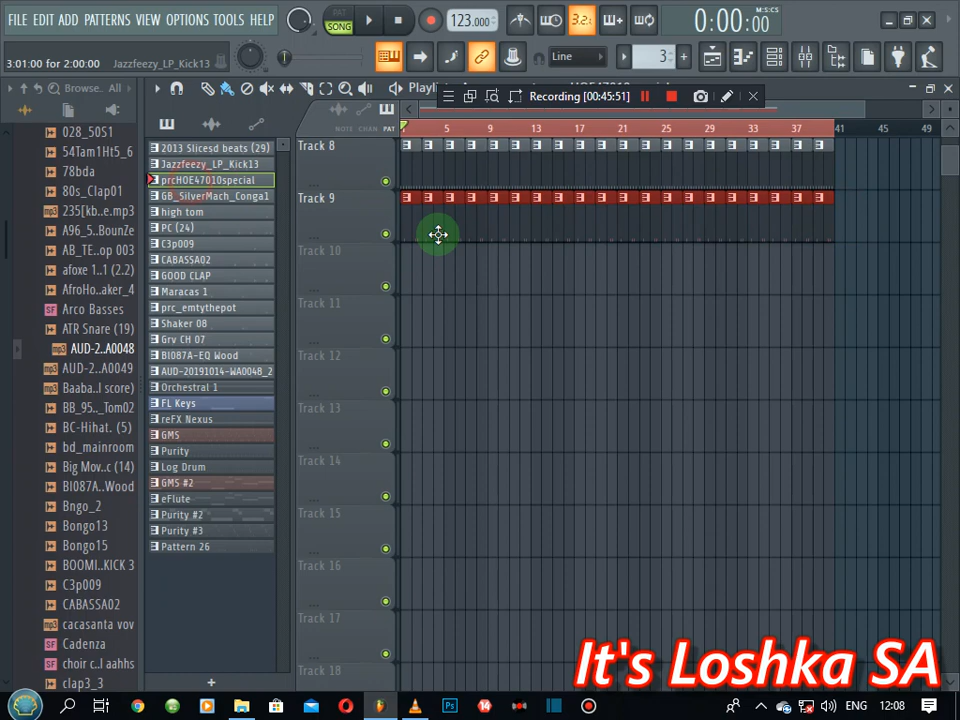 FILE EDIT ADD PATTERNS VIEW OPTIONS TOOLS HELP
PAT
SONG
123.000
3.2.
0:00:00
M:S:CS
3:01:00 for 2:00:00
Jazzfeezy_LP_Kick13
Line
3
Browse..
All
Recording [00:45:51]
NOTE CHAN PAT
5 9 13 17 21 25 29 33 37 41 45 49
028_50S1
54Tam1Ht5_6
78bda
80s_Clap01
235[kb..e.mp3
A96_5..BounZe
AB_TE..op 003
afoxe 1..1 (2.2)
AfroHo..aker_4
Arco Basses
ATR Snare (19)
AUD-2..A0048
AUD-2..A0049
Baaba..l score)
BB_95.._Tom02
BC-Hihat. (5)
bd_mainroom
Big Mov..c (14)
BI087A..Wood
Bngo_2
Bongo13
Bongo15
BOOMI..KICK 3
C3p009
CABASSA02
cacasanta vov
Cadenza
choir c..l aahhs
clap3_3
2013 Slicesd beats (29)
Jazzfeezy_LP_Kick13
prcHOE47010special
GB_SilverMach_Conga1
high tom
PC (24)
C3p009
CABASSA02
GOOD CLAP
Maracas 1
prc_emtythepot
Shaker 08
Grv CH 07
BI087A-EQ Wood
AUD-20191014-WA0048_2
Orchestral 1
FL Keys
reFX Nexus
GMS
Purity
Log Drum
GMS #2
eFlute
Purity #2
Purity #3
Pattern 26
Track 8
Track 9
Track 10
Track 11
Track 12
Track 13
Track 14
Track 15
Track 16
Track 17
Track 18
It's Loshka SA
ENG
12:08